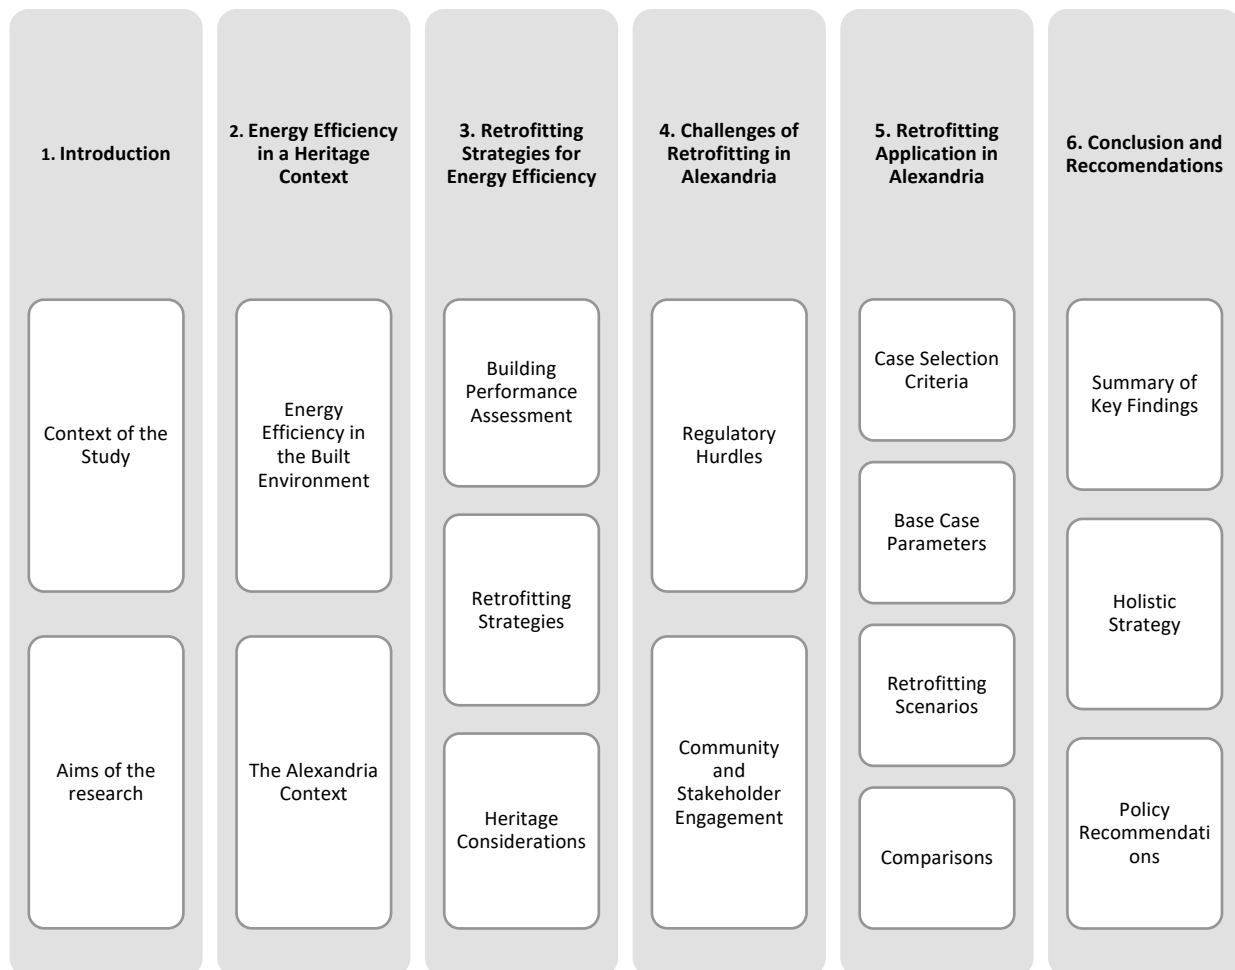 1. Introduction
Context of the
Study
Aims of the
research
2. Energy Efficiency
in a Heritage
Context
Energy
Efficiency in
the Built
Environment
The Alexandria
Context
3. Retrofitting
Strategies for
Energy Efficiency
Building
Performance
Assessment
Retrofitting
Strategies
Heritage
Considerations
4. Challenges of
Retrofitting in
Alexandria
Regulatory
Hurdles
Community
and
Stakeholder
Engagement
5. Retrofitting
Application in
Alexandria
Case Selection
Criteria
Base Case
Parameters
Retrofitting
Scenarios
Comparisons
6. Conclusion and
Reccomendations
Summary of
Key Findings
Holistic
Strategy
Policy
Recommendati
ons